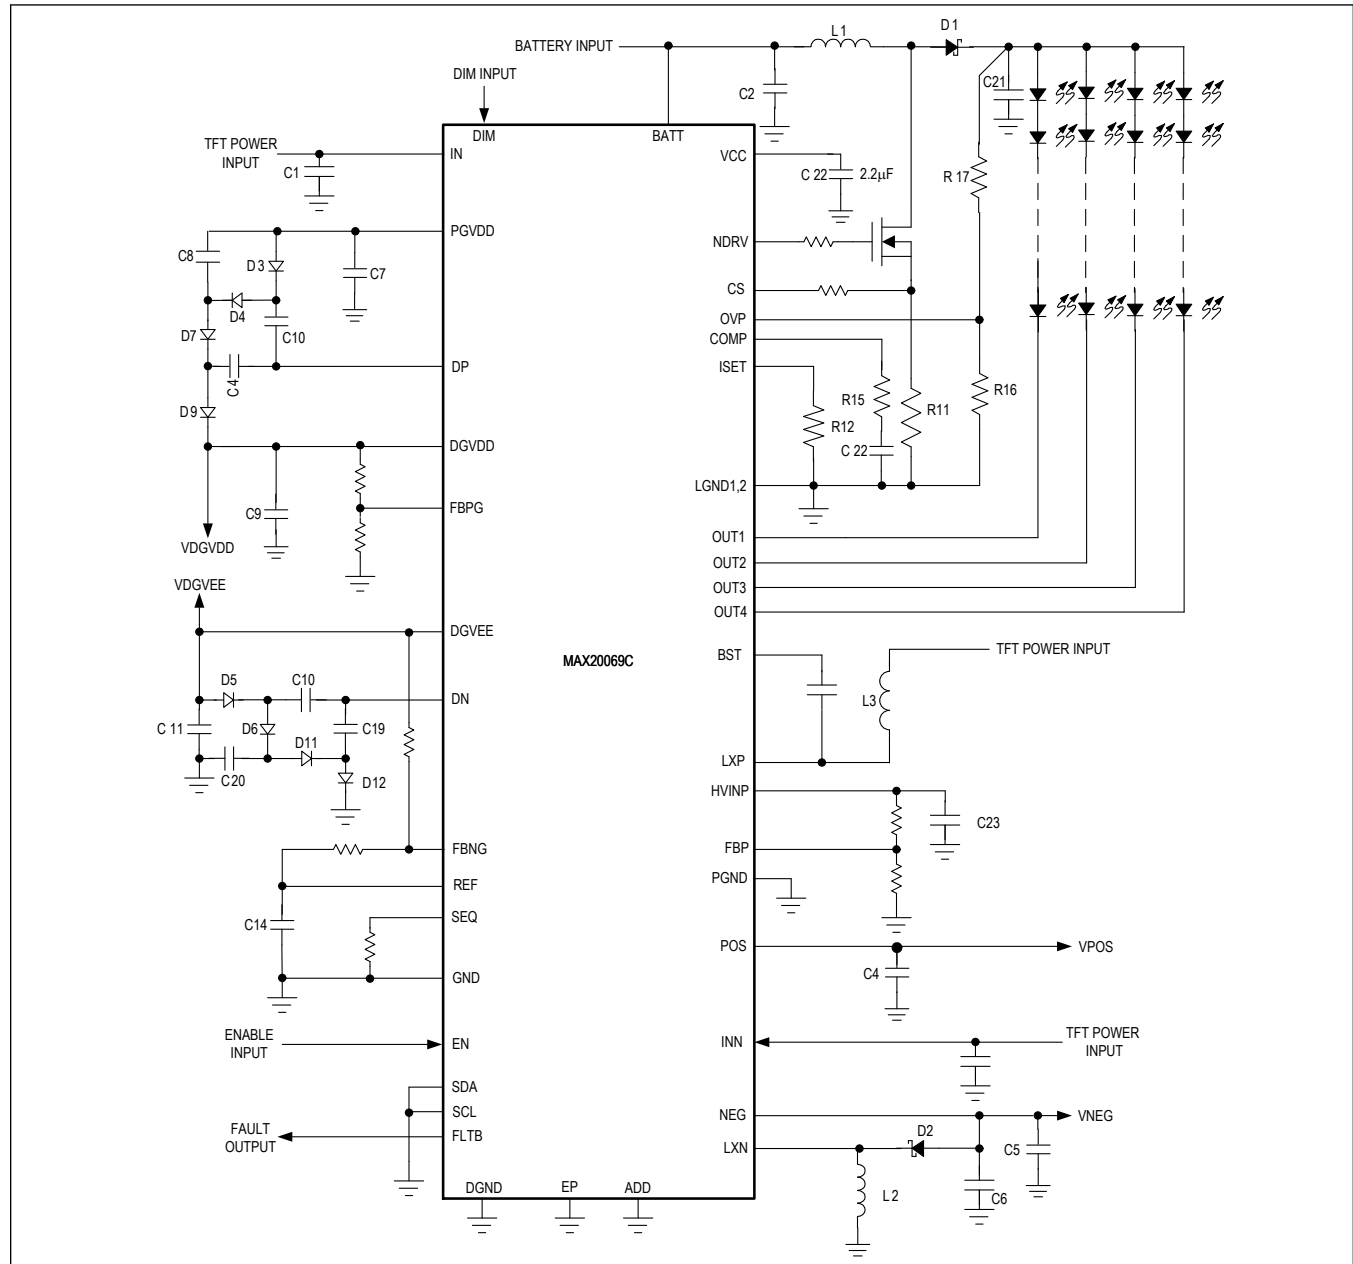 BATTERY INPUT
L1
D1
DIM INPUT
C2
C21
DIM
BATT
TFT POWER
INPUT
IN
C1
VCC
C 22
2.2µF
R 17
PGVDD
C8
D3
C7
NDRV
D4
C10
CS
D7
OVP
COMP
C4
DP
ISET
D9
R15
R12
R11
R16
C 22
DGVDD
C9
FBPG
LGND1,2
VDGVDD
OUT1
OUT2
VDGVEE
OUT3
OUT4
DGVEE
MAX20069C
BST
TFT POWER INPUT
D5
C10
DN
L3
C 11
D6
C19
D11
C20
D12
LXP
HVINP
C23
FBNG
FBP
REF
PGND
C14
SEQ
POS
VPOS
C4
GND
ENABLE
INPUT
EN
INN
TFT POWER
INPUT
SDA
SCL
NEG
VNEG
FAULT
OUTPUT
FLTB
LXN
D2
C5
L2
C6
DGND
EP
ADD